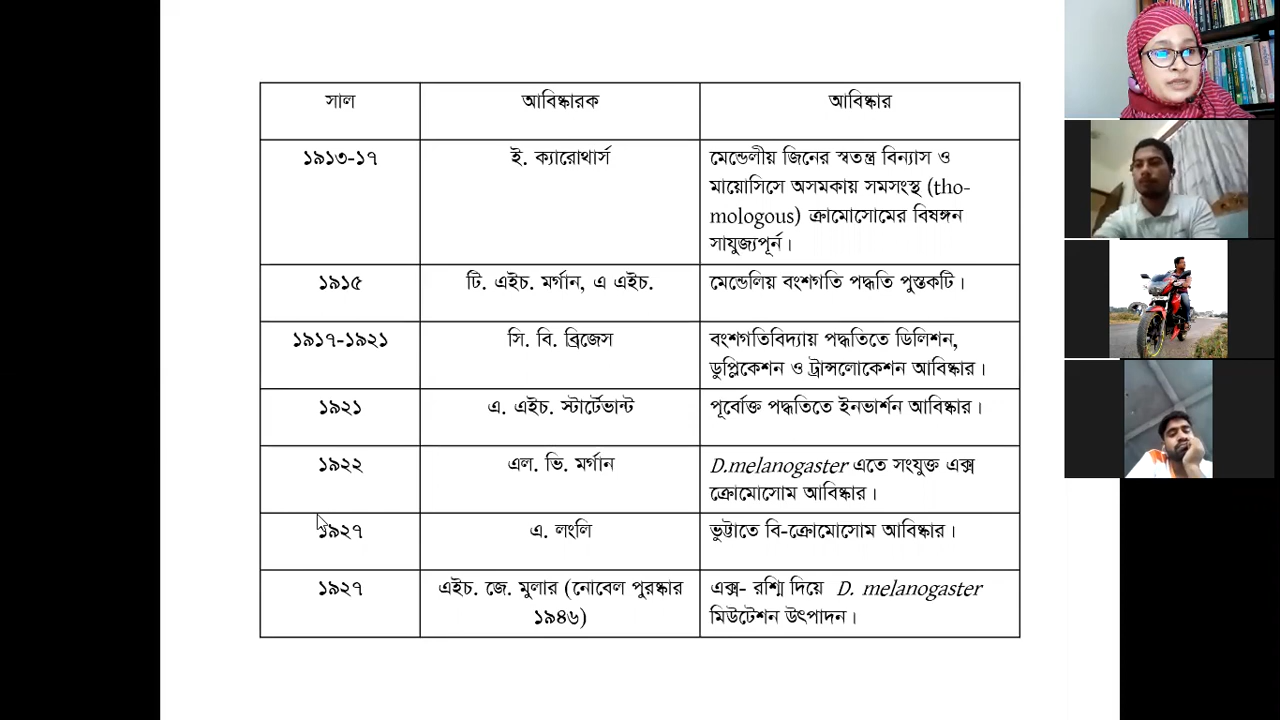 সাল আবিষ্কারক আবিষ্কার
১৯১৩-১৭ ই. ক্যারোথার্স মেন্ডেলীয় জিনের স্বতন্ত্র বিন্যাস ও
মায়োসিসে অসমকায় সমসংস্থ (tho-
mologous) ক্রামোসোমের বিষঙ্গন
সাযুজ্যপূর্ন।
১৯১৫ টি. এইচ. মর্গান, এ এইচ. মেন্ডেলিয় বংশগতি পদ্ধতি পুস্তকটি।
১৯১৭-১৯২১ সি. বি. ব্রিজেস বংশগতিবিদ্যায় পদ্ধতিতে ডিলিশন,
ডুপ্লিকেশন ও ট্রান্সলোকেশন আবিষ্কার।
১৯২১ এ. এইচ. স্টার্টেভান্ট পূর্বোক্ত পদ্ধতিতে ইনভার্শন আবিষ্কার।
১৯২২ এল. ভি. মর্গান D.melanogaster এতে সংযুক্ত এক্স
ক্রোমোসোম আবিষ্কার।
১৯২৭ এ. লংলি ভুট্টাতে বি-ক্রোমোসোম আবিষ্কার।
১৯২৭ এইচ. জে. মুলার (নোবেল পুরষ্কার এক্স- রশ্মি দিয়ে D. melanogaster
১৯৪৬) মিউটেশন উৎপাদন।